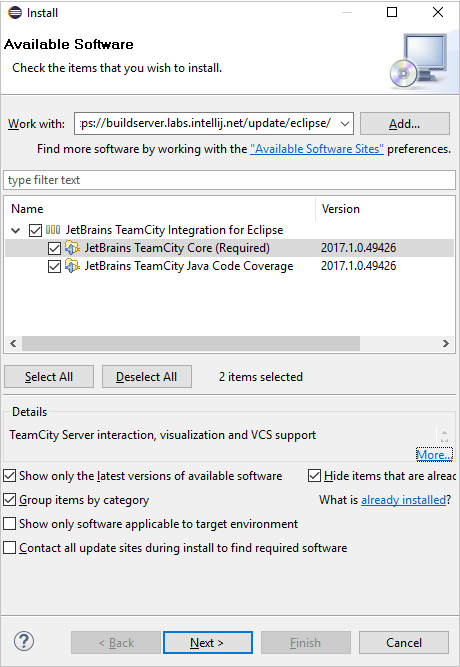 Install
Available Software
Check the items that you wish to install.
Work with: :ps://buildserver.labs.intellij.net/update/eclipse/ Add...
Find more software by working with the "Available Software Sites" preferences.
type filter text
Name Version
JetBrains TeamCity Integration for Eclipse
JetBrains TeamCity Core (Required) 2017.1.0.49426
JetBrains TeamCity Java Code Coverage 2017.1.0.49426
Select All Deselect All 2 items selected
Details
TeamCity Server interaction, visualization and VCS support
More...
Show only the latest versions of available software Hide items that are alreac
Group items by category What is already installed?
Show only software applicable to target environment
Contact all update sites during install to find required software
? < Back Next > Finish Cancel